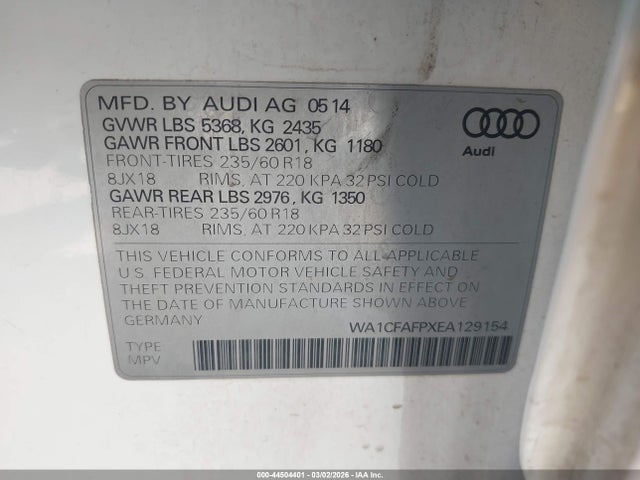 MFD. BY AUDI AG 05 14
GVWR LBS 5368, KG 2435
GAWR FRONT LBS 2601, KG 1180
FRONT-TIRES 235/60 R18
8JX18 RIMS, AT 220 KPA 32 PSI COLD
GAWR REAR LBS 2976, KG 1350
REAR-TIRES 235/60 R18
8JX18 RIMS, AT 220 KPA 32 PSI COLD
Audi
THIS VEHICLE CONFORMS TO ALL APPLICABLE
U.S. FEDERAL MOTOR VEHICLE SAFETY AND
THEFT PREVENTION STANDARDS IN EFFECT ON
THE DATE OF MANUFACTURE SHOWN ABOVE.
GERMANY
WA1CFAFPXEA129154
TYPE
MPV
000-44504401 - 03/02/2026 - IAA Inc.